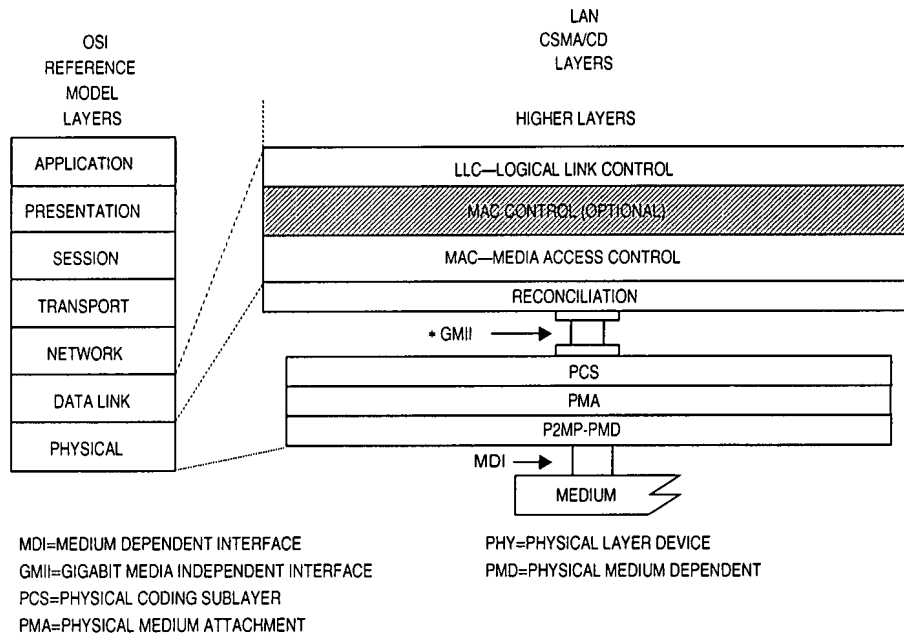 OSI
REFERENCE
MODEL
LAYERS
APPLICATION
PRESENTATION
SESSION
TRANSPORT
NETWORK
DATA LINK
PHYSICAL
LAN
CSMA/CD
LAYERS
HIGHER LAYERS
LLC—LOGICAL LINK CONTROL
MAC CONTROL (OPTIONAL)
MAC—MEDIA ACCESS CONTROL
RECONCILIATION
* GMII
PCS
PMA
P2MP-PMD
MDI
MEDIUM
MDI=MEDIUM DEPENDENT INTERFACE
GMII=GIGABIT MEDIA INDEPENDENT INTERFACE
PCS=PHYSICAL CODING SUBLAYER
PMA=PHYSICAL MEDIUM ATTACHMENT
PHY=PHYSICAL LAYER DEVICE
PMD=PHYSICAL MEDIUM DEPENDENT